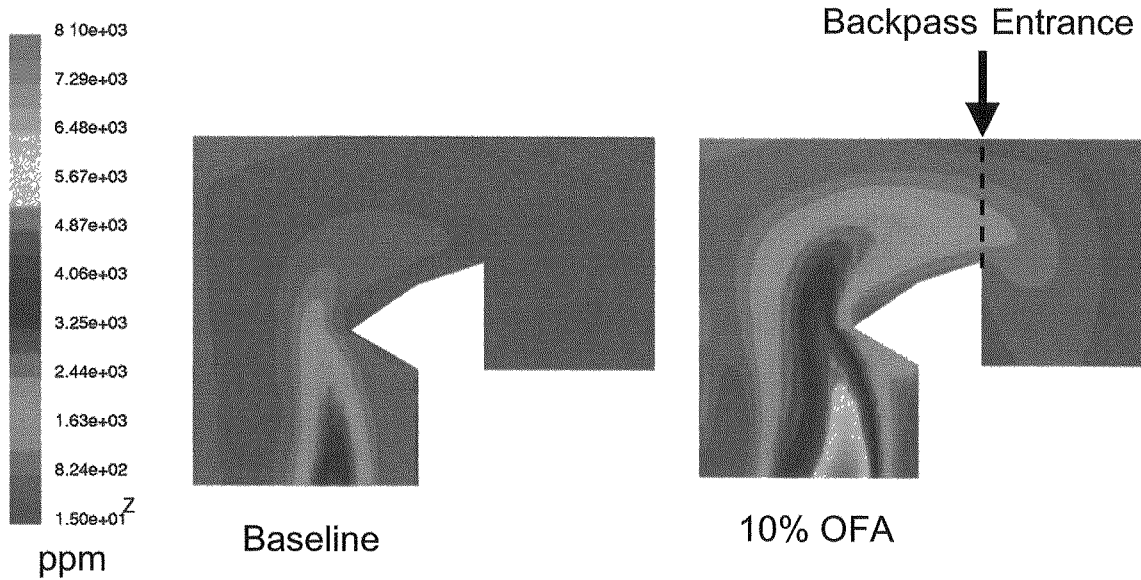 Backpass Entrance
8 10e+03
7.29e+03
6.48e+03
5.67e+03
4.87e+03
4.06e+03
3.25e+03
2.44e+03
1.63e+03
8.24e+02
1.50e+01
Z
ppm
Baseline
10% OFA